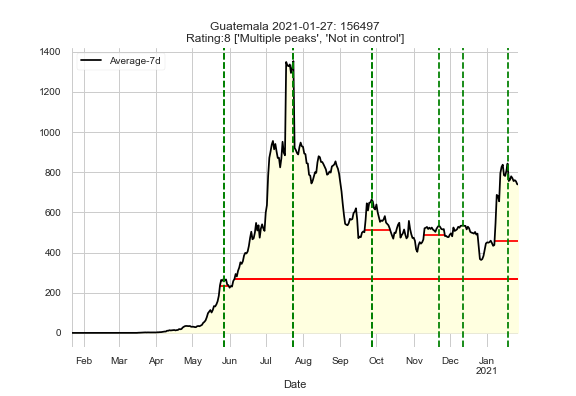 Guatemala 2021-01-27: 156497
Rating:8 ['Multiple peaks', 'Not in control']
1400
1200
1000
800
600
400
200
0
Average-7d
Feb Mar Apr May Jun Jul Aug Sep Oct Nov Dec Jan
2021
Date